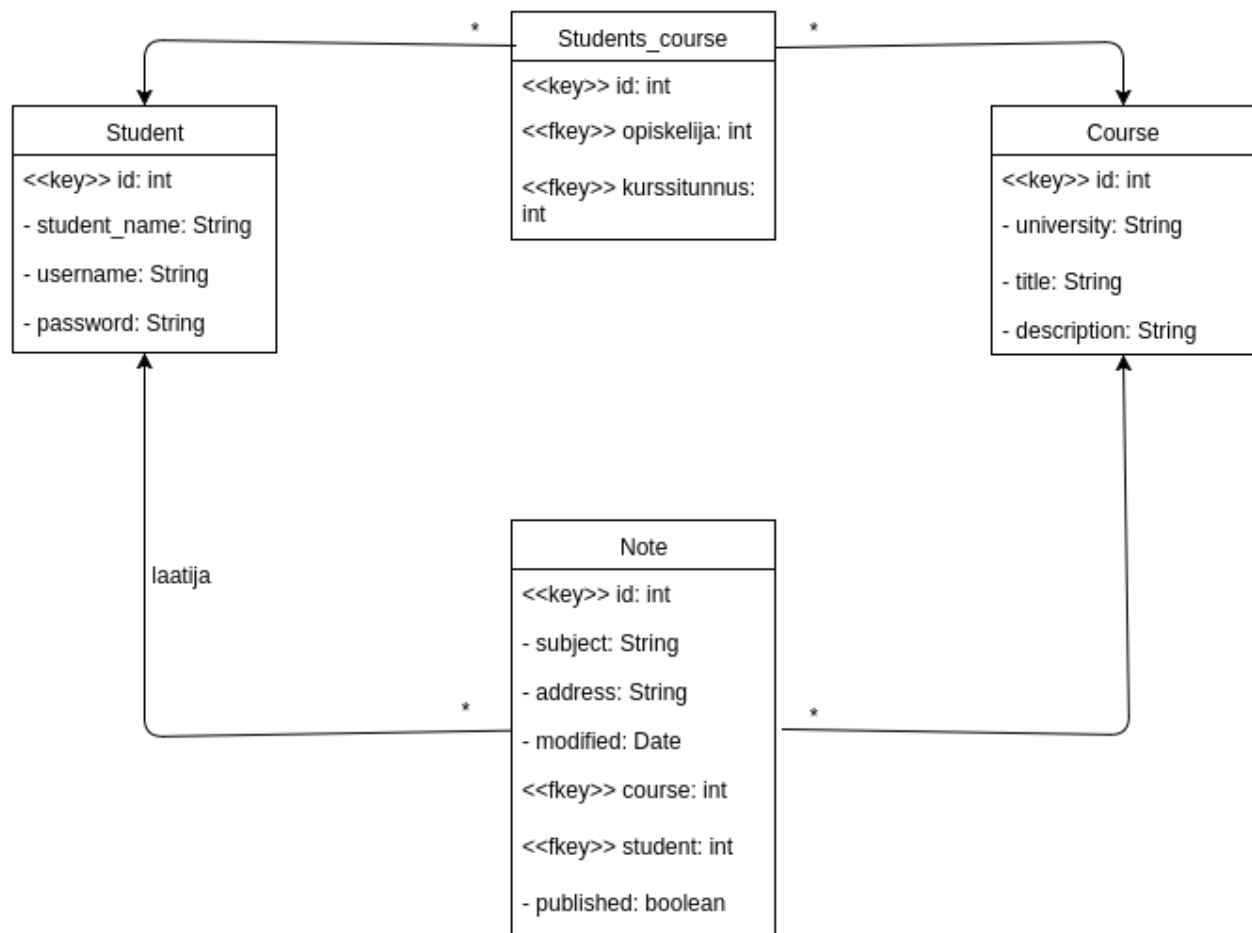 *
Students_course
*
<<key>> id: int
<<fkey>> opiskelija: int
<<fkey>> kurssitunnus:
int
Student
<<key>> id: int
- student_name: String
- username: String
- password: String
Course
<<key>> id: int
- university: String
- title: String
- description: String
laatija
*
*
Note
<<key>> id: int
- subject: String
- address: String
- modified: Date
<<fkey>> course: int
<<fkey>> student: int
- published: boolean